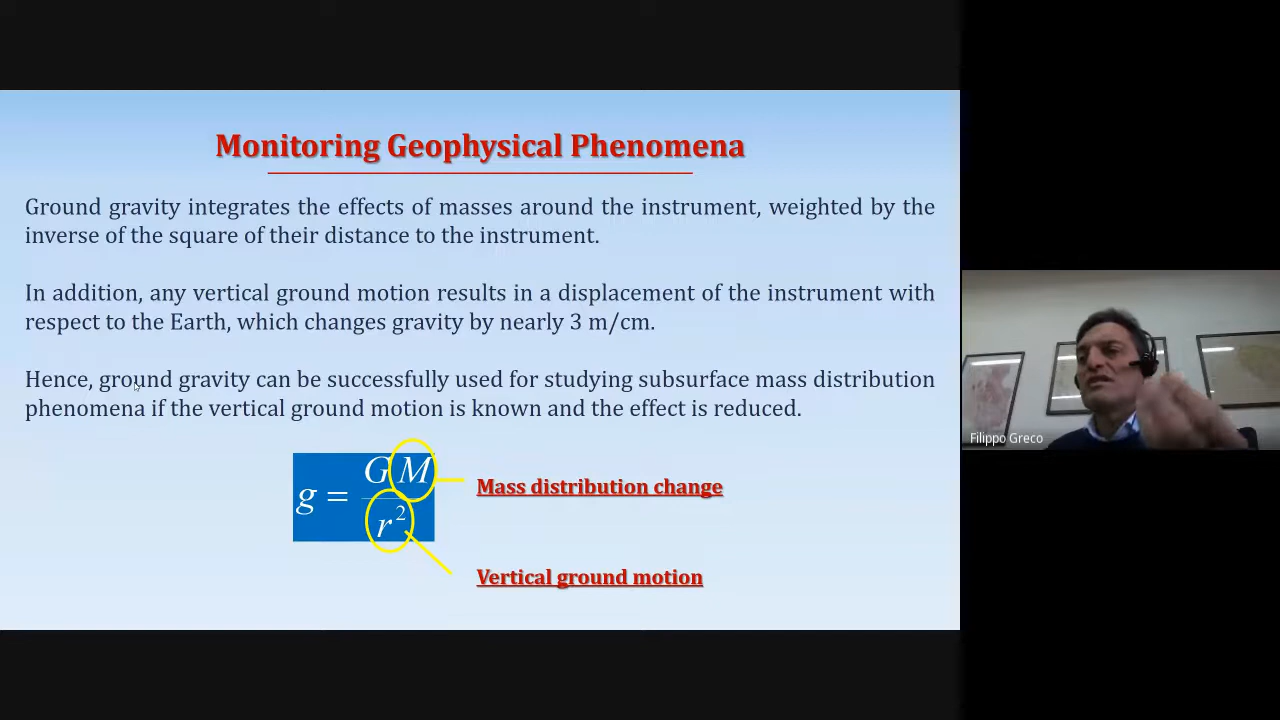 Monitoring Geophysical Phenomena
Ground gravity integrates the effects of masses around the instrument, weighted by the
inverse of the square of their distance to the instrument.
In addition, any vertical ground motion results in a displacement of the instrument with
respect to the Earth, which changes gravity by nearly 3 m/cm.
Hence, ground gravity can be successfully used for studying subsurface mass distribution
phenomena if the vertical ground motion is known and the effect is reduced.
g = GM / r²
Mass distribution change
Vertical ground motion
Filippo Greco